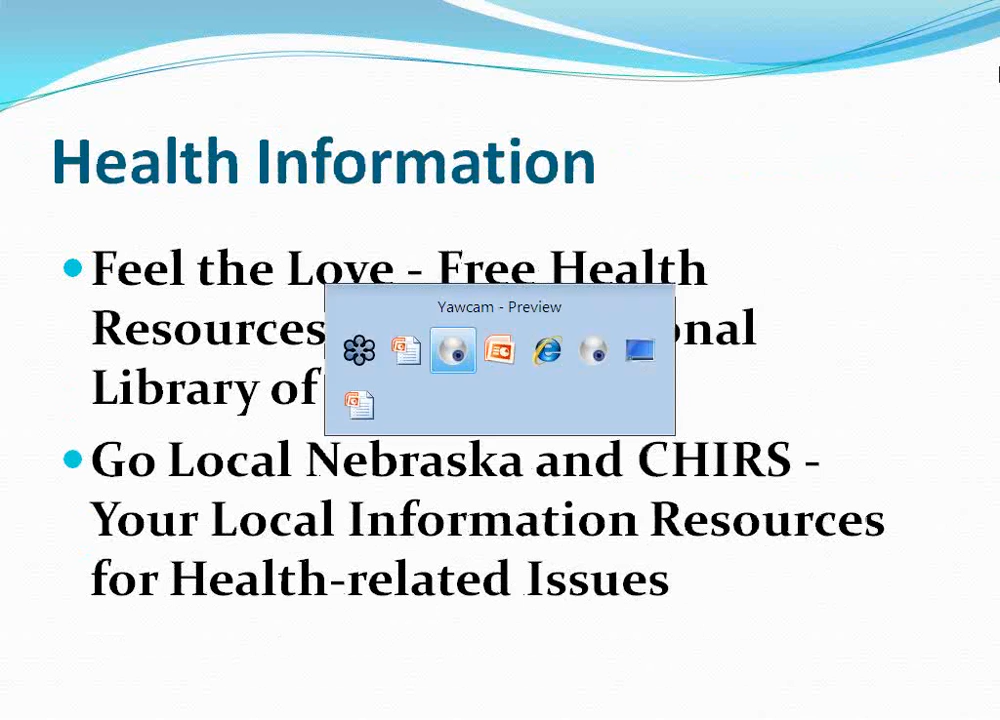 Health Information
Feel the Love - Free Health
Yawcam - Preview
Resources onal
Library of
Go Local Nebraska and CHIRS -
Your Local Information Resources
for Health-related Issues